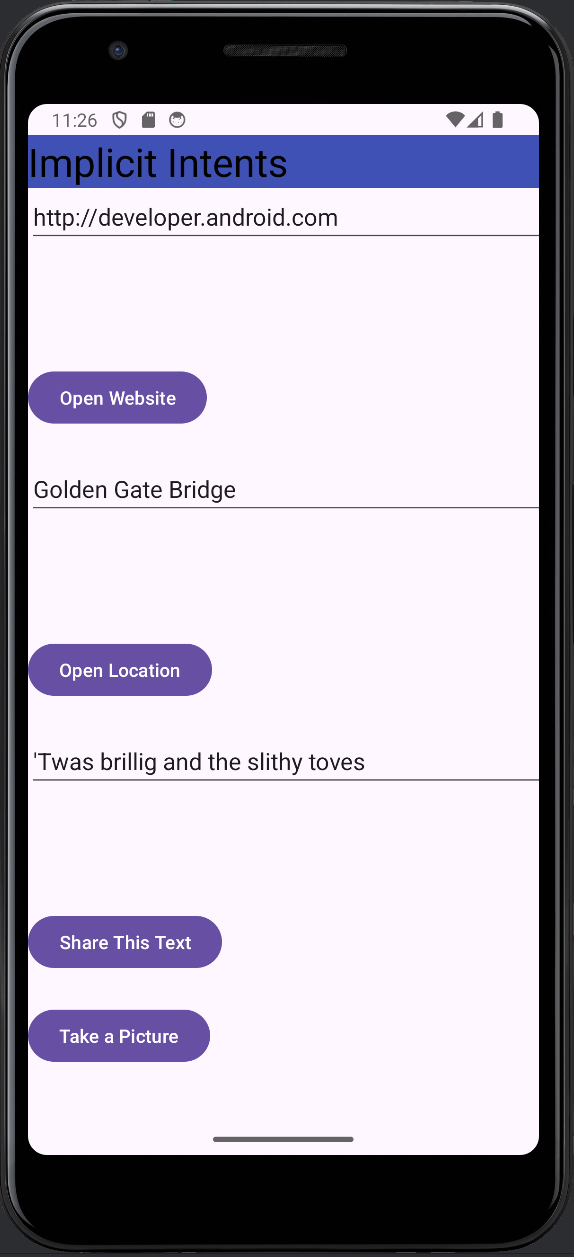 11:26
Implicit Intents
http://developer.android.com
Open Website
Golden Gate Bridge
Open Location
'Twas brillig and the slithy toves
Share This Text
Take a Picture